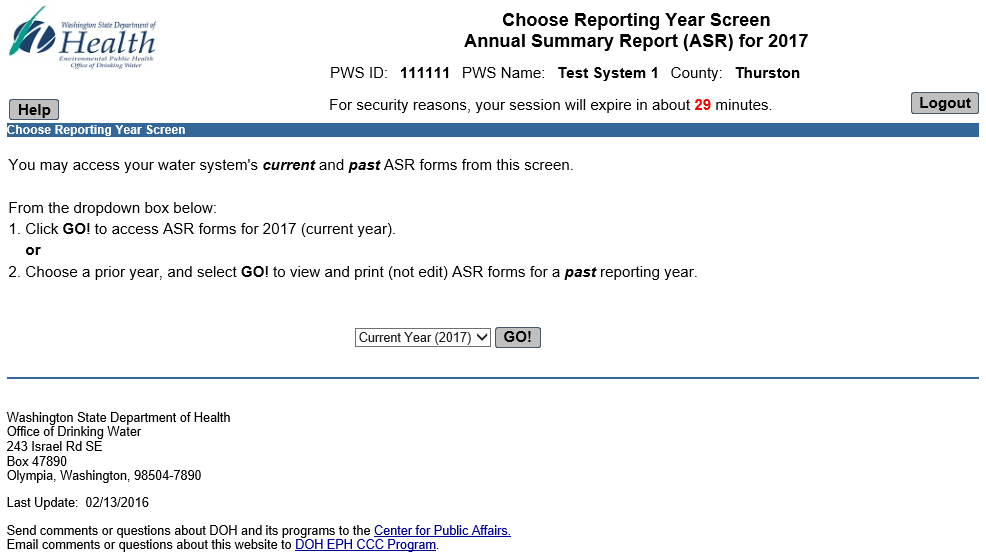 Washington State Department of
Health
Environmental Public Health
Office of Drinking Water
Choose Reporting Year Screen
Annual Summary Report (ASR) for 2017
PWS ID: 111111 PWS Name: Test System 1 County: Thurston
Help
For security reasons, your session will expire in about 29 minutes.
Logout
Choose Reporting Year Screen
You may access your water system's current and past ASR forms from this screen.
From the dropdown box below:
1. Click GO! to access ASR forms for 2017 (current year).
or
2. Choose a prior year, and select GO! to view and print (not edit) ASR forms for a past reporting year.
Current Year (2017) GO!
Washington State Department of Health
Office of Drinking Water
243 Israel Rd SE
Box 47890
Olympia, Washington, 98504-7890
Last Update: 02/13/2016
Send comments or questions about DOH and its programs to the Center for Public Affairs.
Email comments or questions about this website to DOH EPH CCC Program.